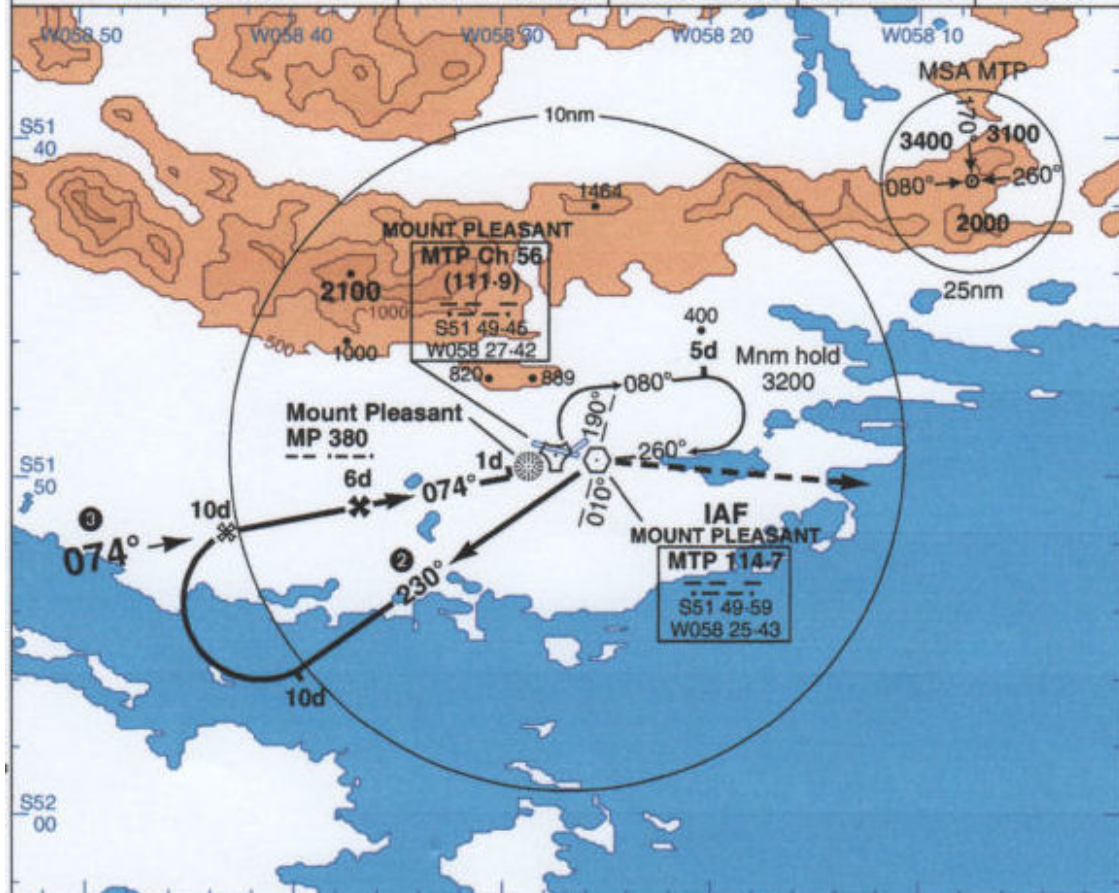 W058 50
W058 40
W058 30
W058 20
W058 10
MSA MTP
S51
40
10nm
170°
3400
3100
080°
260°
2000
25nm
1464
MOUNT PLEASANT
MTP Ch 56
(111·9)
S51 49·45
W058 27·42
2100
1000
500
1000
400
5d
Mnm hold
3200
820
889
080°
190°
260°
010°
Mount Pleasant
MP 380
1d
6d
074°
S51
50
10d
3
074°
IAF
MOUNT PLEASANT
MTP 114·7
S51 49·59
W058 25·43
2
230°
10d
S52
00